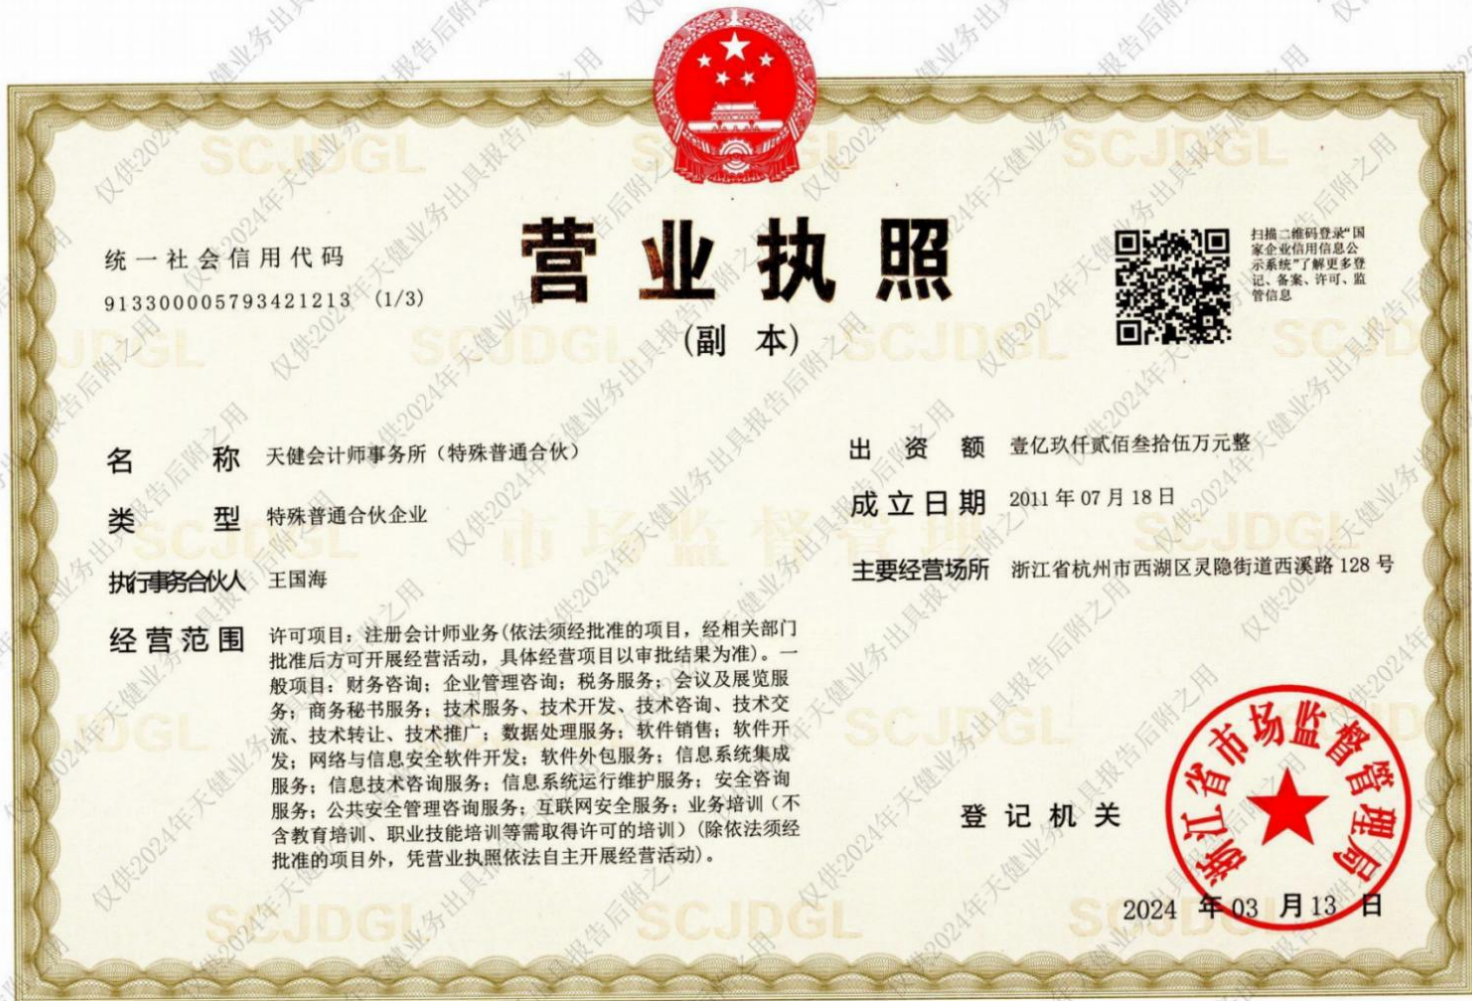 营业执照
(副 本)
统一社会信用代码
913300005793421213 (1/3)
扫描二维码登录“国
家企业信用信息公
示系统”了解更多登
记、备案、许可、监
管信息
名 称 天健会计师事务所（特殊普通合伙）
类 型 特殊普通合伙企业
执行事务合伙人 王国海
经营范围 许可项目：注册会计师业务(依法须经批准的项目，经相关部门
批准后方可开展经营活动，具体经营项目以审批结果为准)。一
般项目：财务咨询；企业管理咨询；税务服务；会议及展览服
务；商务秘书服务；技术服务、技术开发、技术咨询、技术交
流、技术转让、技术推广；数据处理服务；软件销售；软件开
发；网络与信息安全软件开发；软件外包服务；信息系统集成
服务；信息技术咨询服务；信息系统运行维护服务；安全咨询
服务；公共安全管理咨询服务；互联网安全服务；业务培训（不
含教育培训、职业技能培训等需取得许可的培训）(除依法须经
批准的项目外，凭营业执照依法自主开展经营活动)。
出 资 额 壹亿玖仟贰佰叁拾伍万元整
成立日期 2011 年 07 月 18 日
主要经营场所 浙江省杭州市西湖区灵隐街道西溪路 128 号
登记机关
浙江省市场监督管理局
2024 年 03 月 13 日
SCJDGL
市场监督管理
仅供2024年天健业务出具报告后附之用